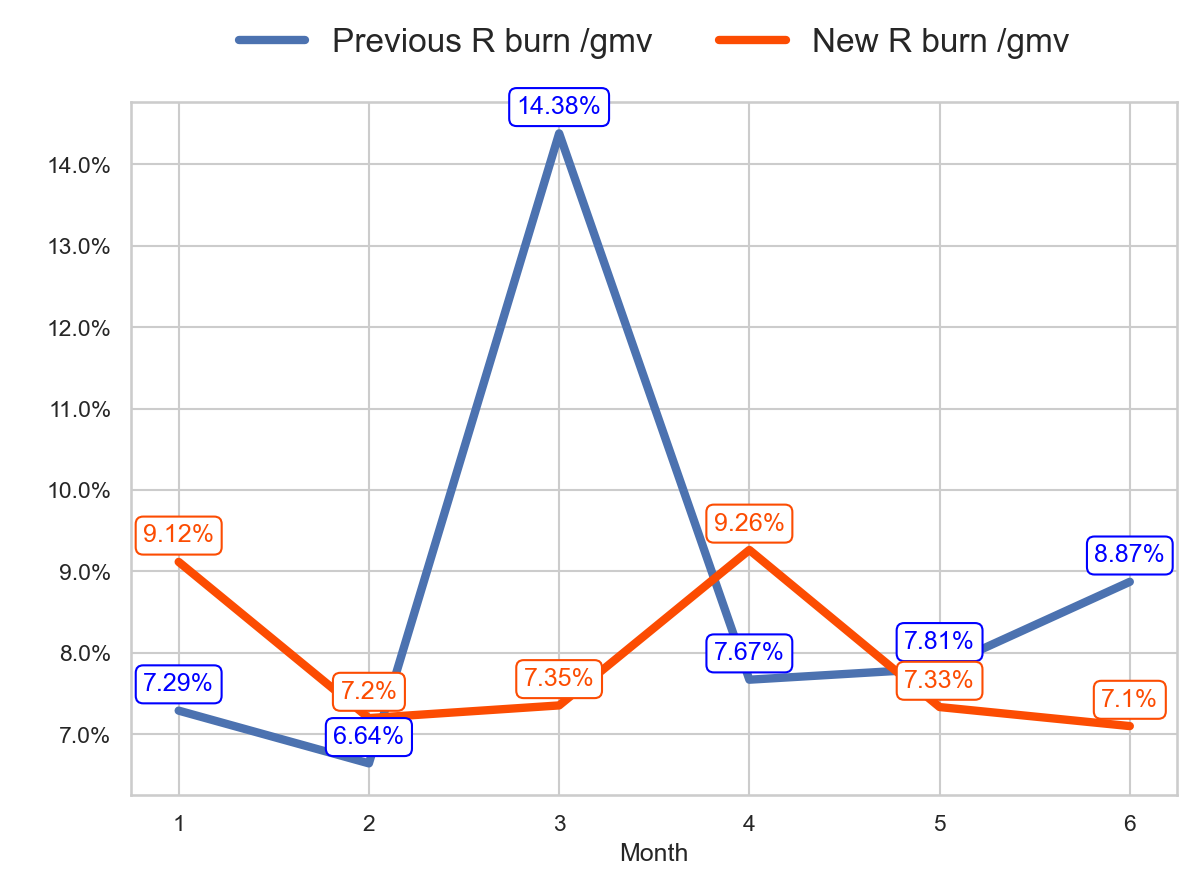 Previous R burn /gmv New R burn /gmv
14.38%
14.0%
13.0%
12.0%
11.0%
10.0%
9.12% 9.26%
9.0% 8.87%
8.0% 7.67% 7.81%
7.29% 7.2% 7.35% 7.33% 7.1%
7.0% 6.64%
1 2 3 4 5 6
Month